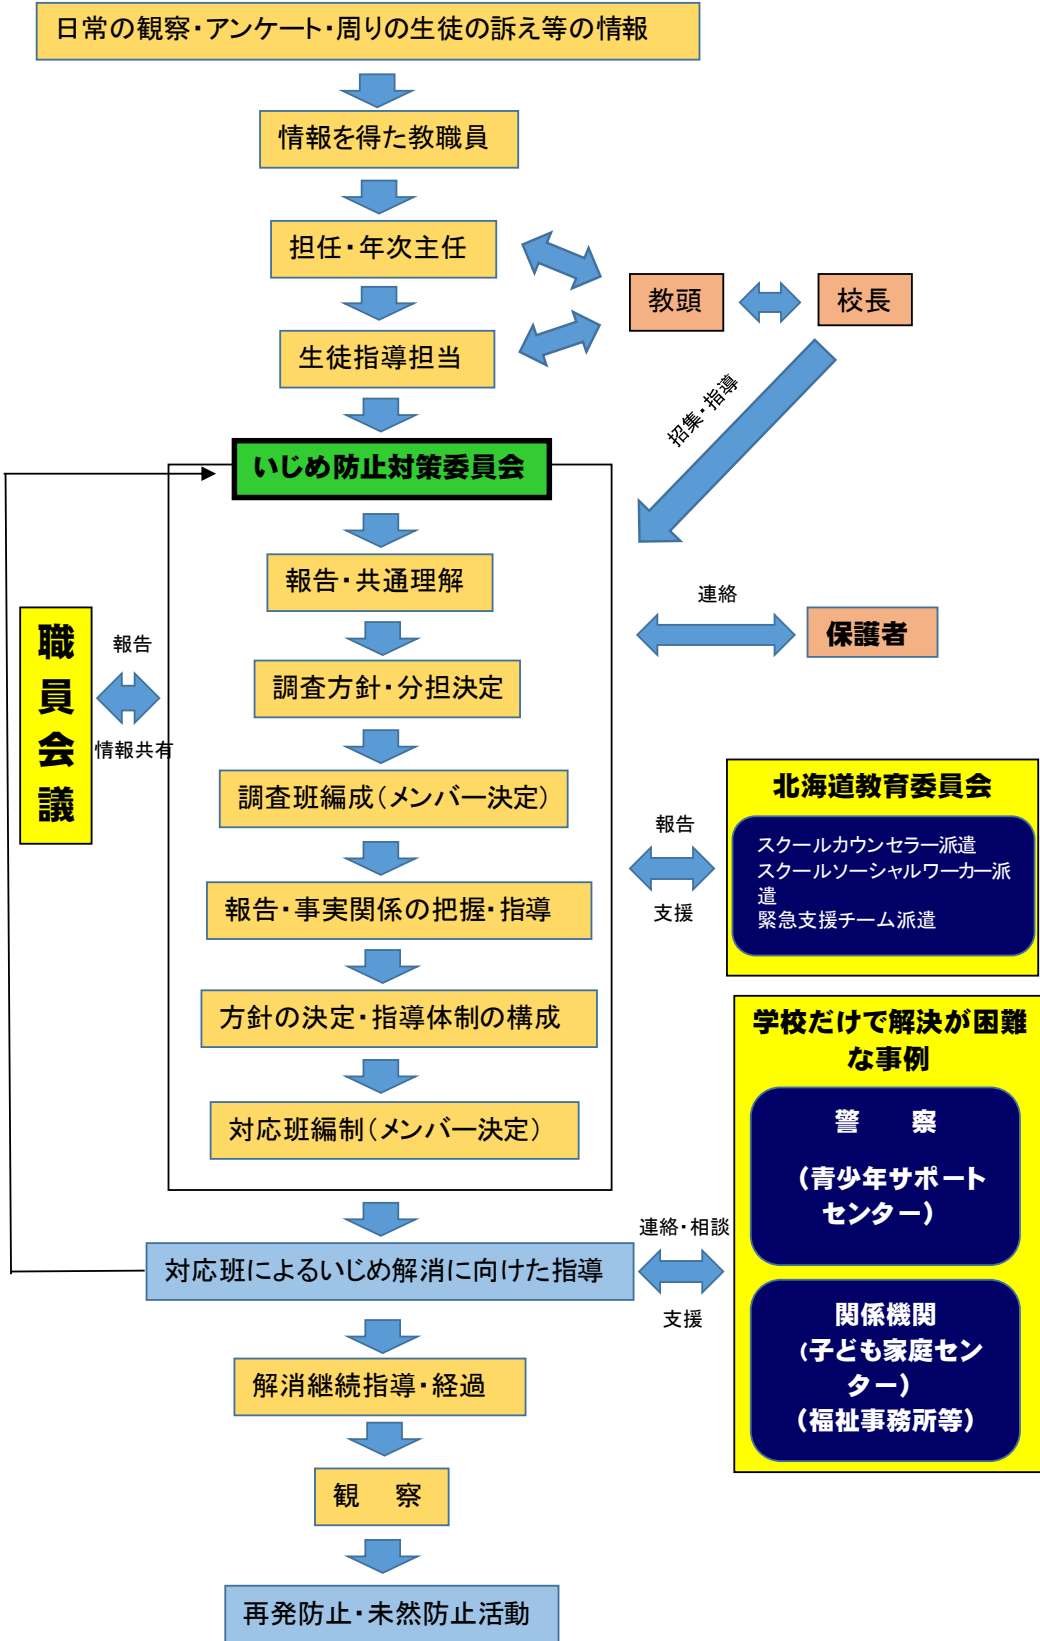 日常の観察・アンケート・周りの生徒の訴え等の情報
情報を得た教職員
担任・年次主任
教頭
校長
生徒指導担当
招集・指導
いじめ防止対策委員会
報告・共通理解
連絡
保護者
職員会議
報告
情報共有
調査方針・分担決定
調査班編成（メンバー決定）
北海道教育委員会
スクールカウンセラー派遣
スクールソーシャルワーカー派
遣
緊急支援チーム派遣
報告
支援
報告・事実関係の把握・指導
方針の決定・指導体制の構成
対応班編制（メンバー決定）
学校だけで解決が困難
な事例
警　察
（青少年サポート
センター）
連絡・相談
支援
対応班によるいじめ解消に向けた指導
関係機関
（子ども家庭セン
ター）
（福祉事務所等）
解消継続指導・経過
観　察
再発防止・未然防止活動